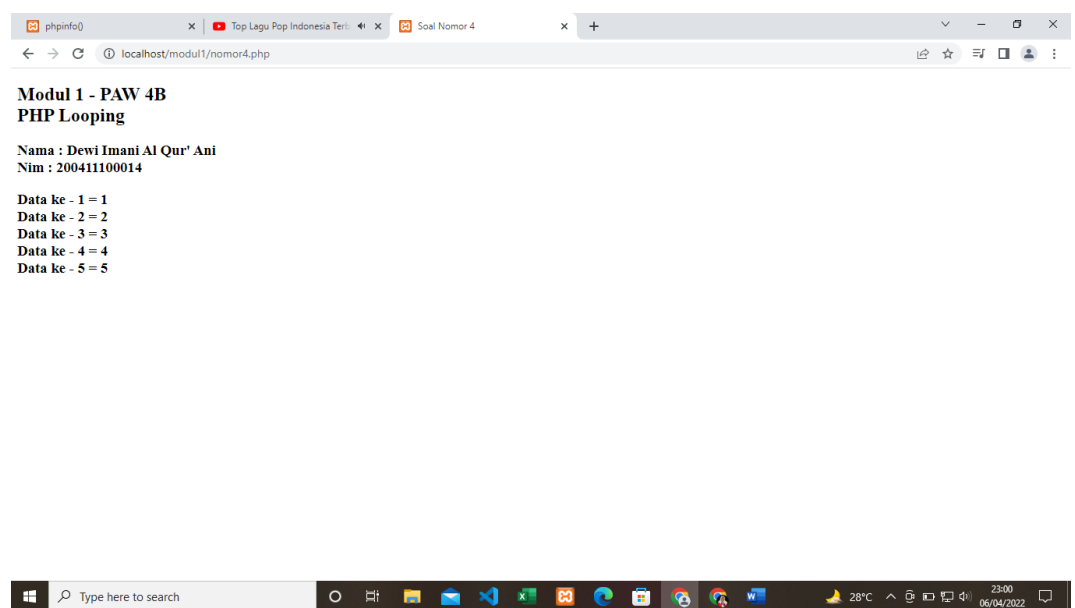 phpinfo()
Top Lagu Pop Indonesia Terb
Soal Nomor 4
localhost/modul1/nomor4.php
Modul 1 - PAW 4B
PHP Looping
Nama : Dewi Imani Al Qur' Ani
Nim : 200411100014
Data ke - 1 = 1
Data ke - 2 = 2
Data ke - 3 = 3
Data ke - 4 = 4
Data ke - 5 = 5
Type here to search
28°C
23:00
06/04/2022